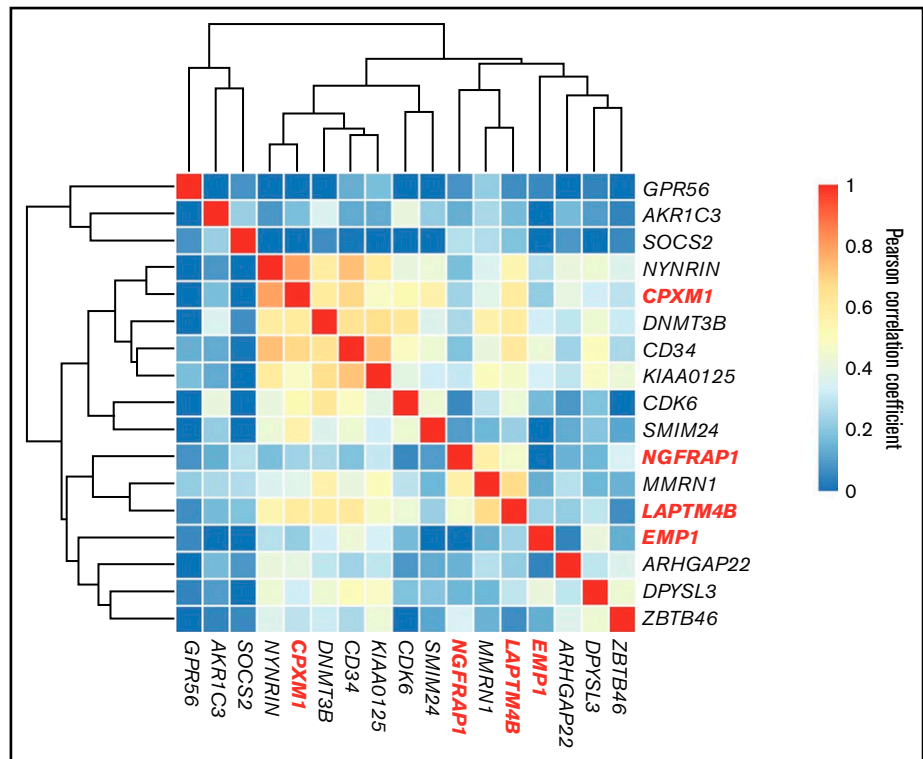 GPR56
AKR1C3
SOCS2
NYNRIN
CPXM1
DNMT3B
CD34
KIAA0125
CDK6
SMIM24
NGFRAP1
MMRN1
LAPTM4B
EMP1
ARHGAP22
DPYSL3
ZBTB46
1
0.8
0.6
0.4
0.2
0
Pearson correlation coefficient
GPR56
AKR1C3
SOCS2
NYNRIN
CPXM1
DNMT3B
CD34
KIAA0125
CDK6
SMIM24
NGFRAP1
MMRN1
LAPTM4B
EMP1
ARHGAP22
DPYSL3
ZBTB46